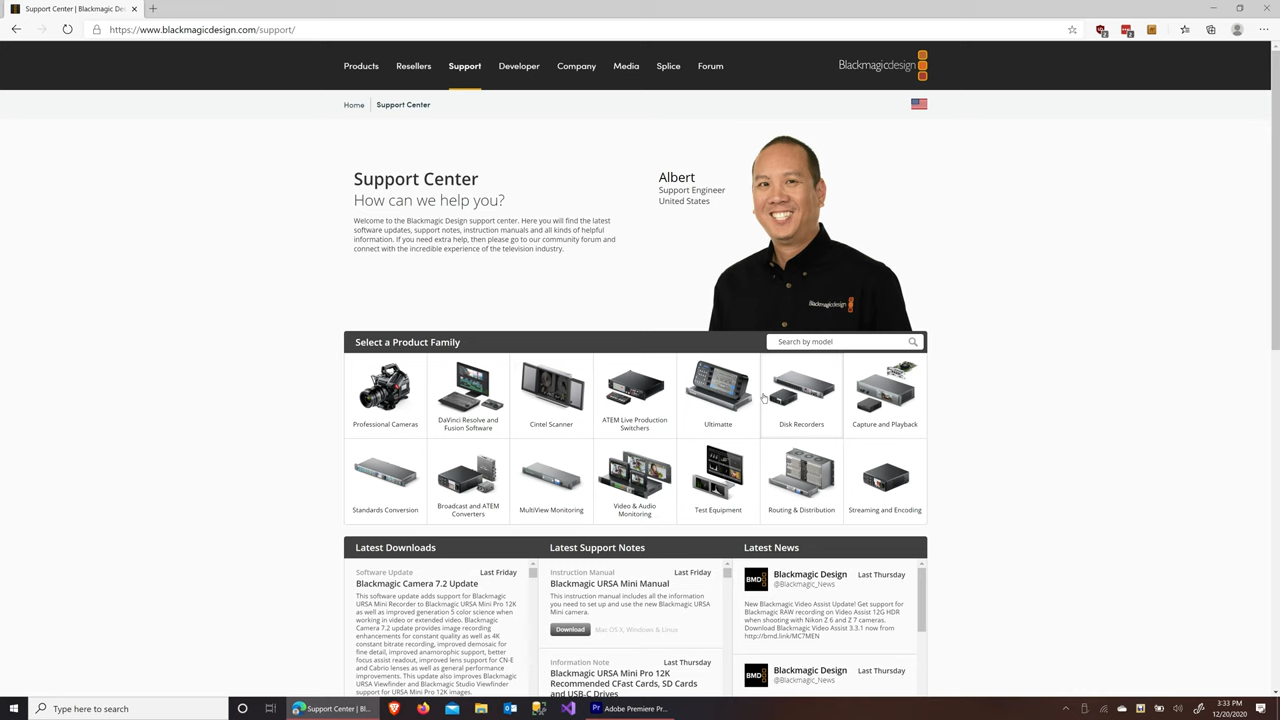 Support Center | Blackmagic De
https://www.blackmagicdesign.com/support/
Products
Resellers
Support
Developer
Company
Media
Splice
Forum
Blackmagicdesign
Home
Support Center
Support Center
How can we help you?
Welcome to the Blackmagic Design support center. Here you will find the latest
software updates, support notes, instruction manuals and all kinds of helpful
information. If you need extra help, then please go to our community forum and
connect with the incredible experience of the television industry.
Albert
Support Engineer
United States
Blackmagicdesign
Select a Product Family
Search by model
Professional Cameras
DaVinci Resolve and
Fusion Software
Cintel Scanner
ATEM Live Production
Switchers
Ultimatte
Disk Recorders
Capture and Playback
Standards Conversion
Broadcast and ATEM
Converters
MultiView Monitoring
Video & Audio
Monitoring
Test Equipment
Routing & Distribution
Streaming and Encoding
Latest Downloads
Software Update
Last Friday
Blackmagic Camera 7.2 Update
This software update adds support for Blackmagic
URSA Mini Recorder to Blackmagic URSA Mini Pro 12K
as well as improved generation 5 color science when
working in video or extended video. Blackmagic
Camera 7.2 update provides image recording
enhancements for constant quality as well as 4K
constant bitrate recording, improved demosaic for
fine detail, improved anamorphic support, better
focus assist readout, improved lens support for CN-E
and Cabrio lenses as well as general performance
improvements. This update also improves Blackmagic
URSA Viewfinder and Blackmagic Studio Viewfinder
support for URSA Mini Pro 12K images.
Latest Support Notes
Instruction Manual
Last Friday
Blackmagic URSA Mini Manual
This instruction manual includes all the information
you need to set up and use the new Blackmagic URSA
Mini camera.
Download
Mac OS X, Windows & Linux
Information Note
Last Thursday
Blackmagic URSA Mini Pro 12K
Recommended CFast Cards, SD Cards
and USB-C Drives
Latest News
BMD
Blackmagic Design
Last Thursday
@Blackmagic_News
New Blackmagic Video Assist Update! Get support for
Blackmagic RAW recording on Video Assist 12G HDR
when shooting with Nikon Z 6 and Z 7 cameras.
Download Blackmagic Video Assist 3.3.1 now from
http://bmd.link/MC7MEN
BMD
Blackmagic Design
Last Thursday
@Blackmagic_News
Type here to search
Support Center | Bl...
Adobe Premiere Pr...
3:33 PM
12/20/2020